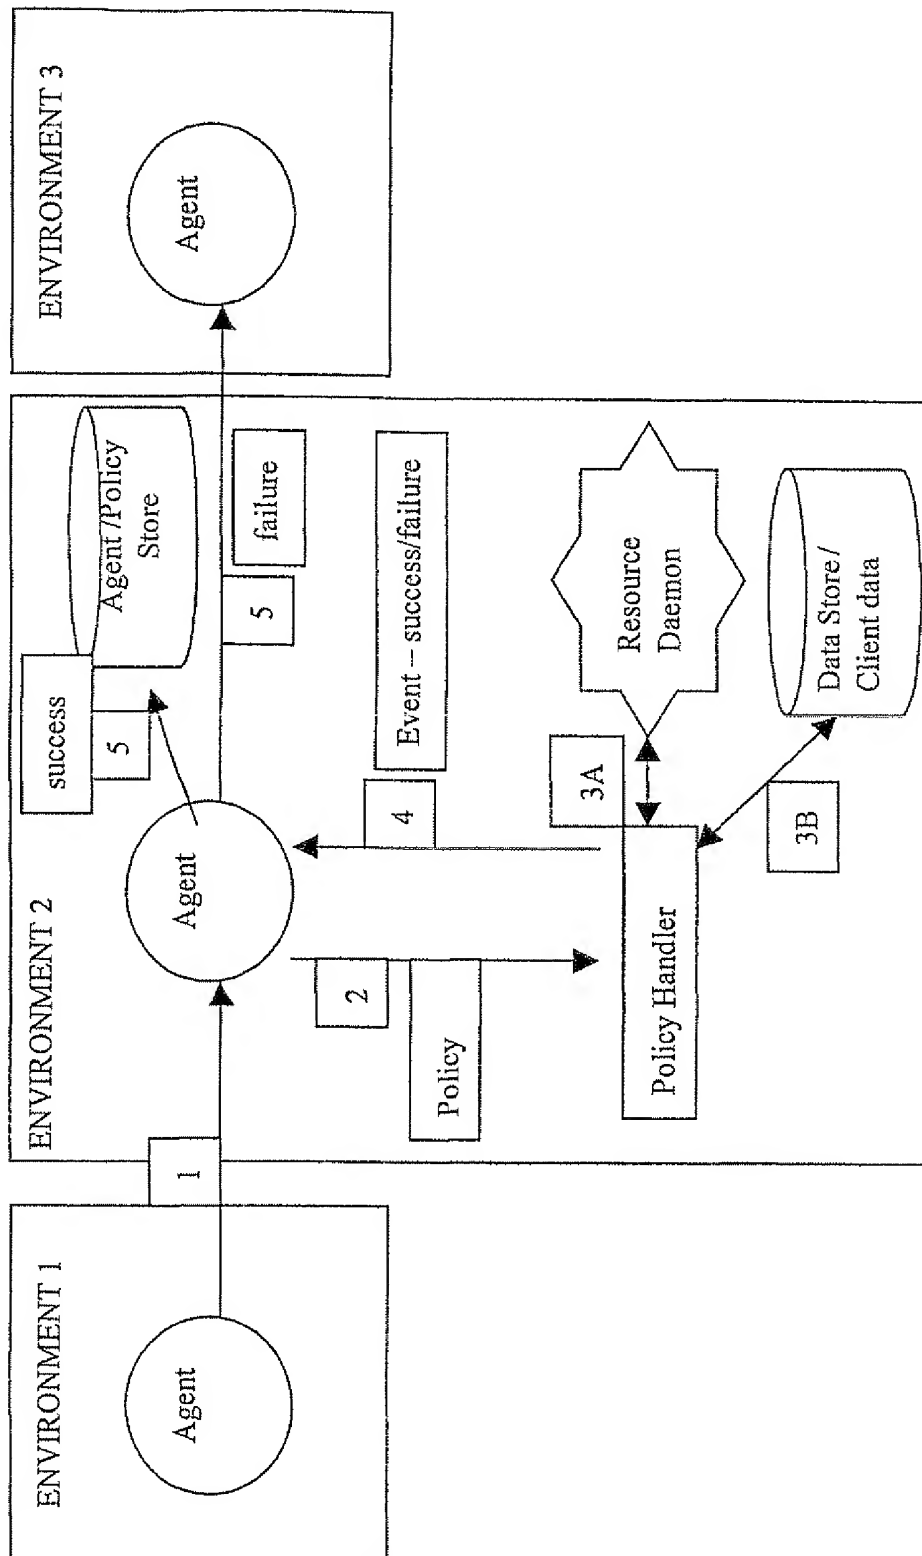 ENVIRONMENT 1
Agent
1
ENVIRONMENT 2
Agent
success
5
Agent /Policy
Store
5
failure
2
Policy
4
Event – success/failure
Policy Handler
3A
Resource
Daemon
3B
Data Store/
Client data
ENVIRONMENT 3
Agent